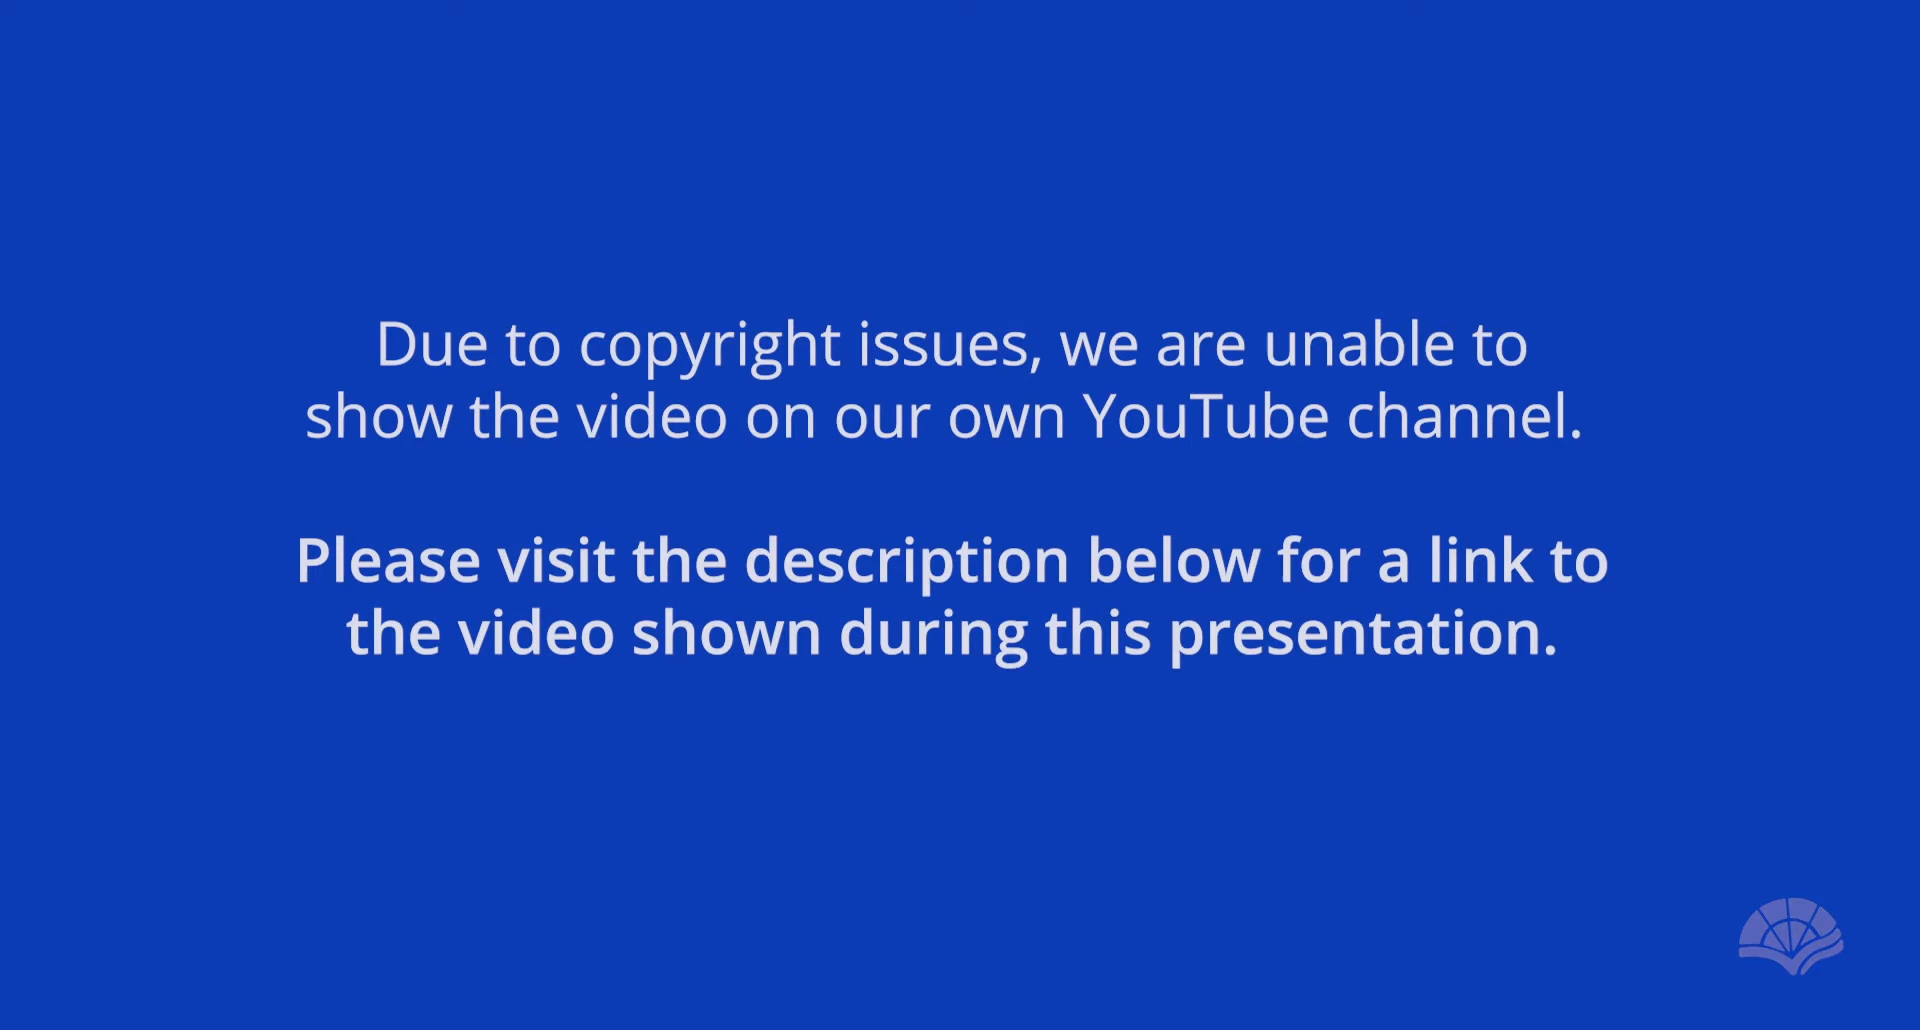 Due to copyright issues, we are unable to
show the video on our own YouTube channel.
Please visit the description below for a link to
the video shown during this presentation.